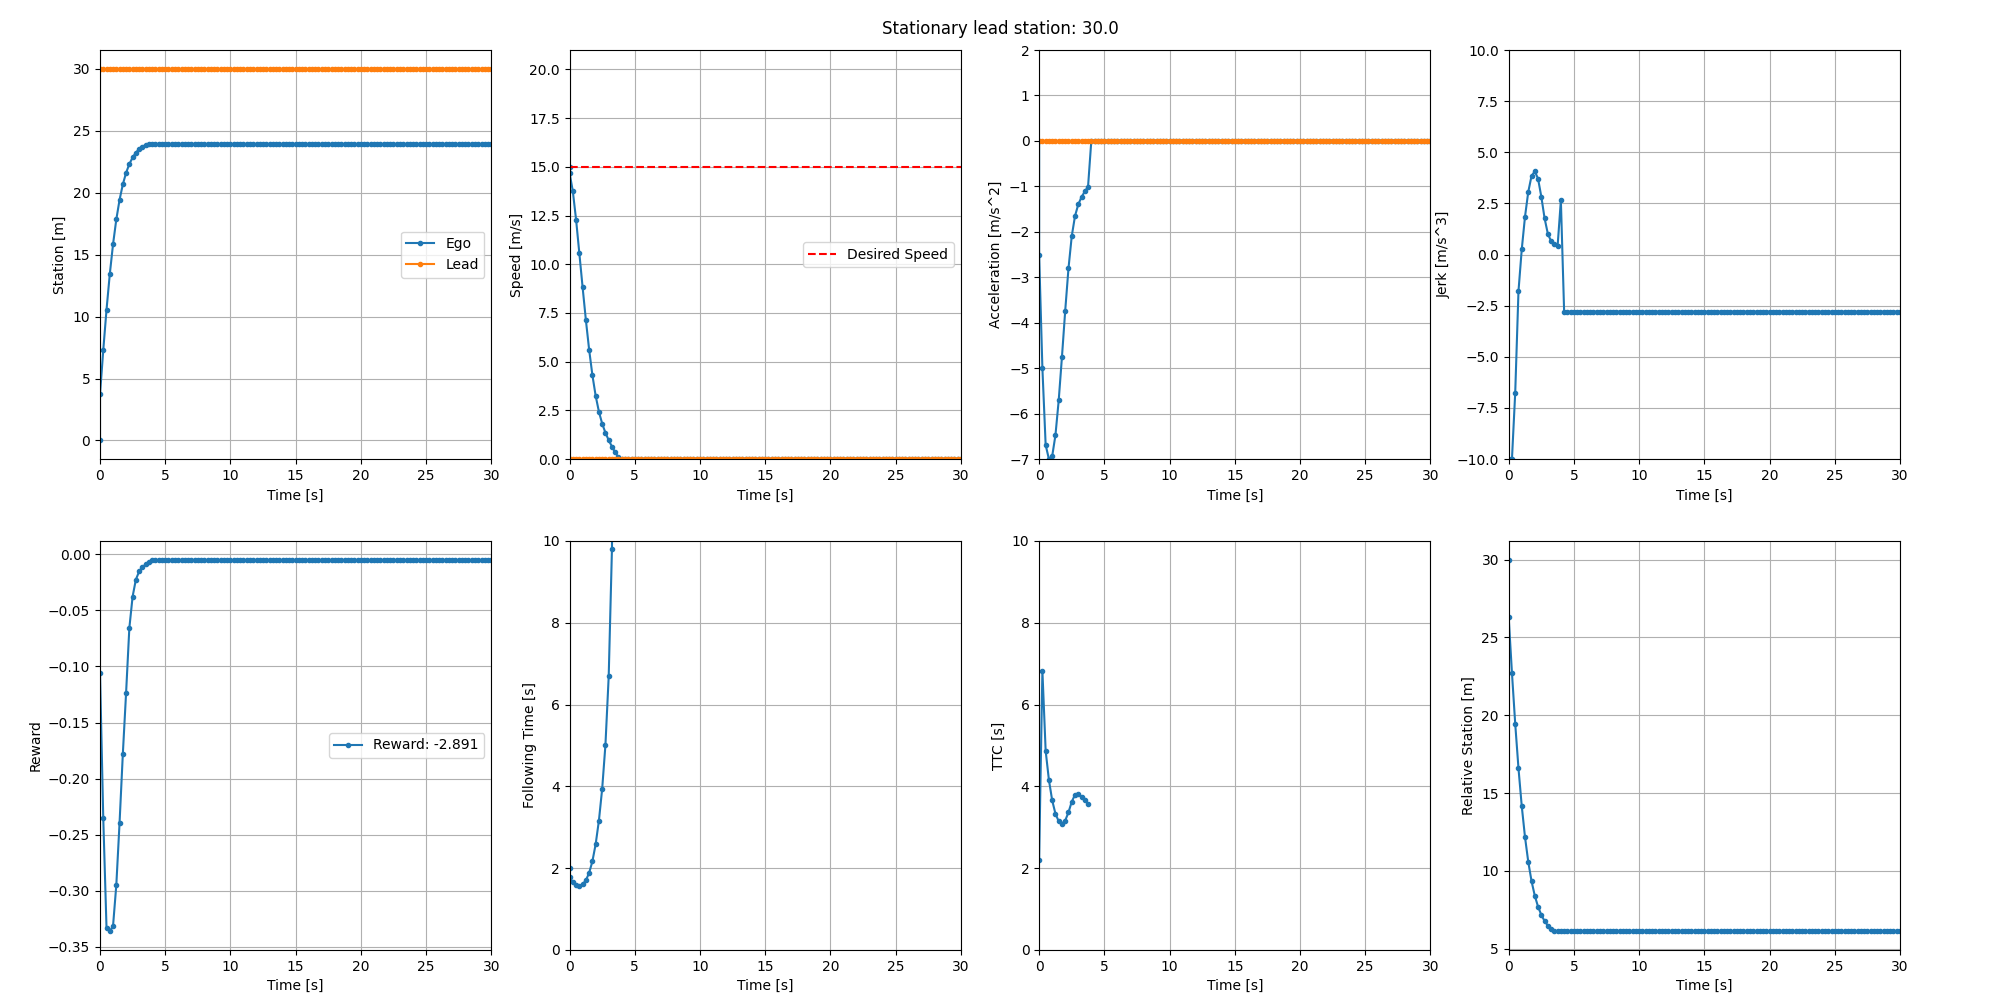 Stationary lead station: 30.0
Station [m]
30
25
20
15
10
5
0
Ego
Lead
0 5 10 15 20 25 30
Time [s]
Speed [m/s]
20.0
17.5
15.0
12.5
10.0
7.5
5.0
2.5
0.0
Desired Speed
0 5 10 15 20 25 30
Time [s]
Acceleration [m/s^2]
2
1
0
−1
−2
−3
−4
−5
−6
−7
0 5 10 15 20 25 30
Time [s]
Jerk [m/s^3]
10.0
7.5
5.0
2.5
0.0
−2.5
−5.0
−7.5
−10.0
0 5 10 15 20 25 30
Time [s]
Reward
0.00
−0.05
−0.10
−0.15
−0.20
−0.25
−0.30
−0.35
Reward: -2.891
0 5 10 15 20 25 30
Time [s]
Following Time [s]
10
8
6
4
2
0
0 5 10 15 20 25 30
Time [s]
TTC [s]
10
8
6
4
2
0
0 5 10 15 20 25 30
Time [s]
Relative Station [m]
30
25
20
15
10
5
0 5 10 15 20 25 30
Time [s]